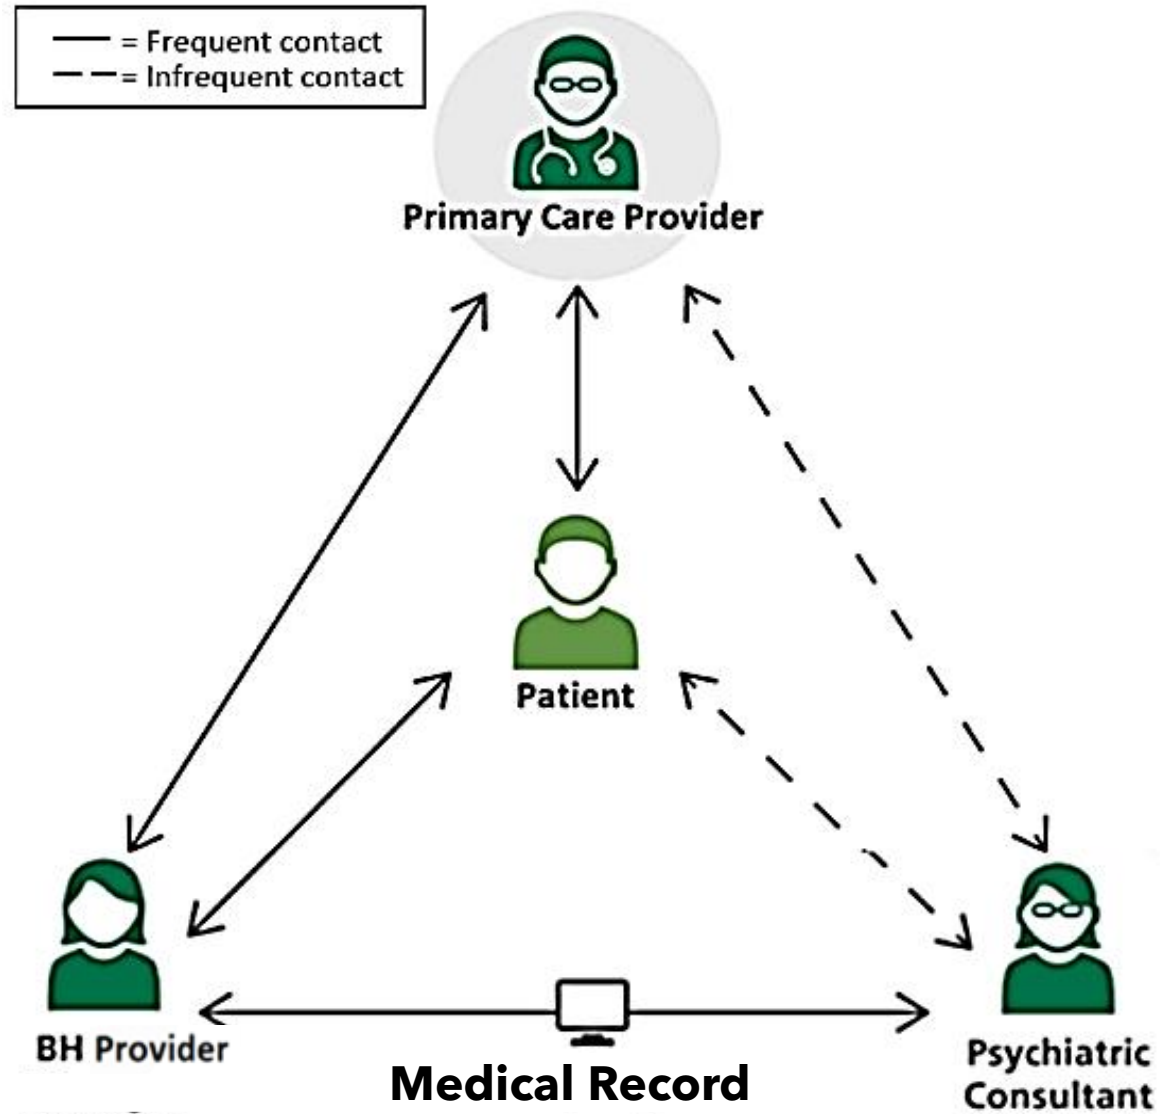 = Frequent contact
= Infrequent contact
Primary Care Provider
Patient
BH Provider
Medical Record
Psychiatric
Consultant